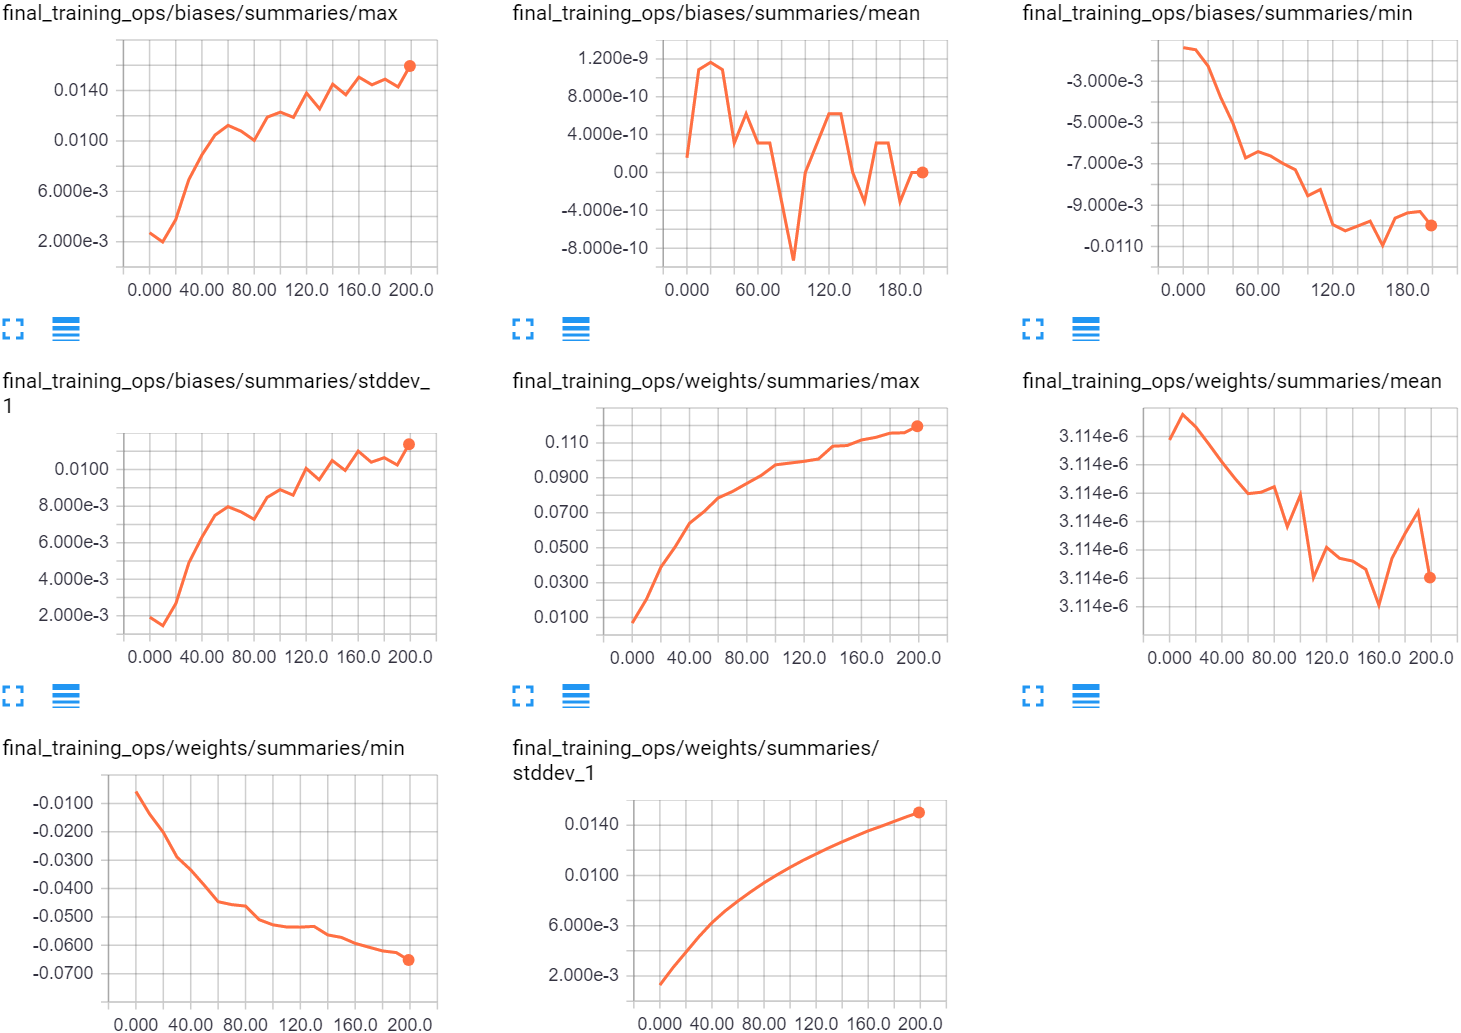 final_training_ops/biases/summaries/max
0.0140
0.0100
6.000e-3
2.000e-3
0.000 40.00 80.00 120.0 160.0 200.0
final_training_ops/biases/summaries/mean
1.200e-9
8.000e-10
4.000e-10
0.00
-4.000e-10
-8.000e-10
0.000 60.00 120.0 180.0
final_training_ops/biases/summaries/min
-3.000e-3
-5.000e-3
-7.000e-3
-9.000e-3
-0.0110
0.000 60.00 120.0 180.0
final_training_ops/biases/summaries/stddev_
1
0.0100
8.000e-3
6.000e-3
4.000e-3
2.000e-3
0.000 40.00 80.00 120.0 160.0 200.0
final_training_ops/weights/summaries/max
0.110
0.0900
0.0700
0.0500
0.0300
0.0100
0.000 40.00 80.00 120.0 160.0 200.0
final_training_ops/weights/summaries/mean
3.114e-6
3.114e-6
3.114e-6
3.114e-6
3.114e-6
3.114e-6
3.114e-6
0.000 40.00 80.00 120.0 160.0 200.0
final_training_ops/weights/summaries/min
-0.0100
-0.0200
-0.0300
-0.0400
-0.0500
-0.0600
-0.0700
0.000 40.00 80.00 120.0 160.0 200.0
final_training_ops/weights/summaries/
stddev_1
0.0140
0.0100
6.000e-3
2.000e-3
0.000 40.00 80.00 120.0 160.0 200.0